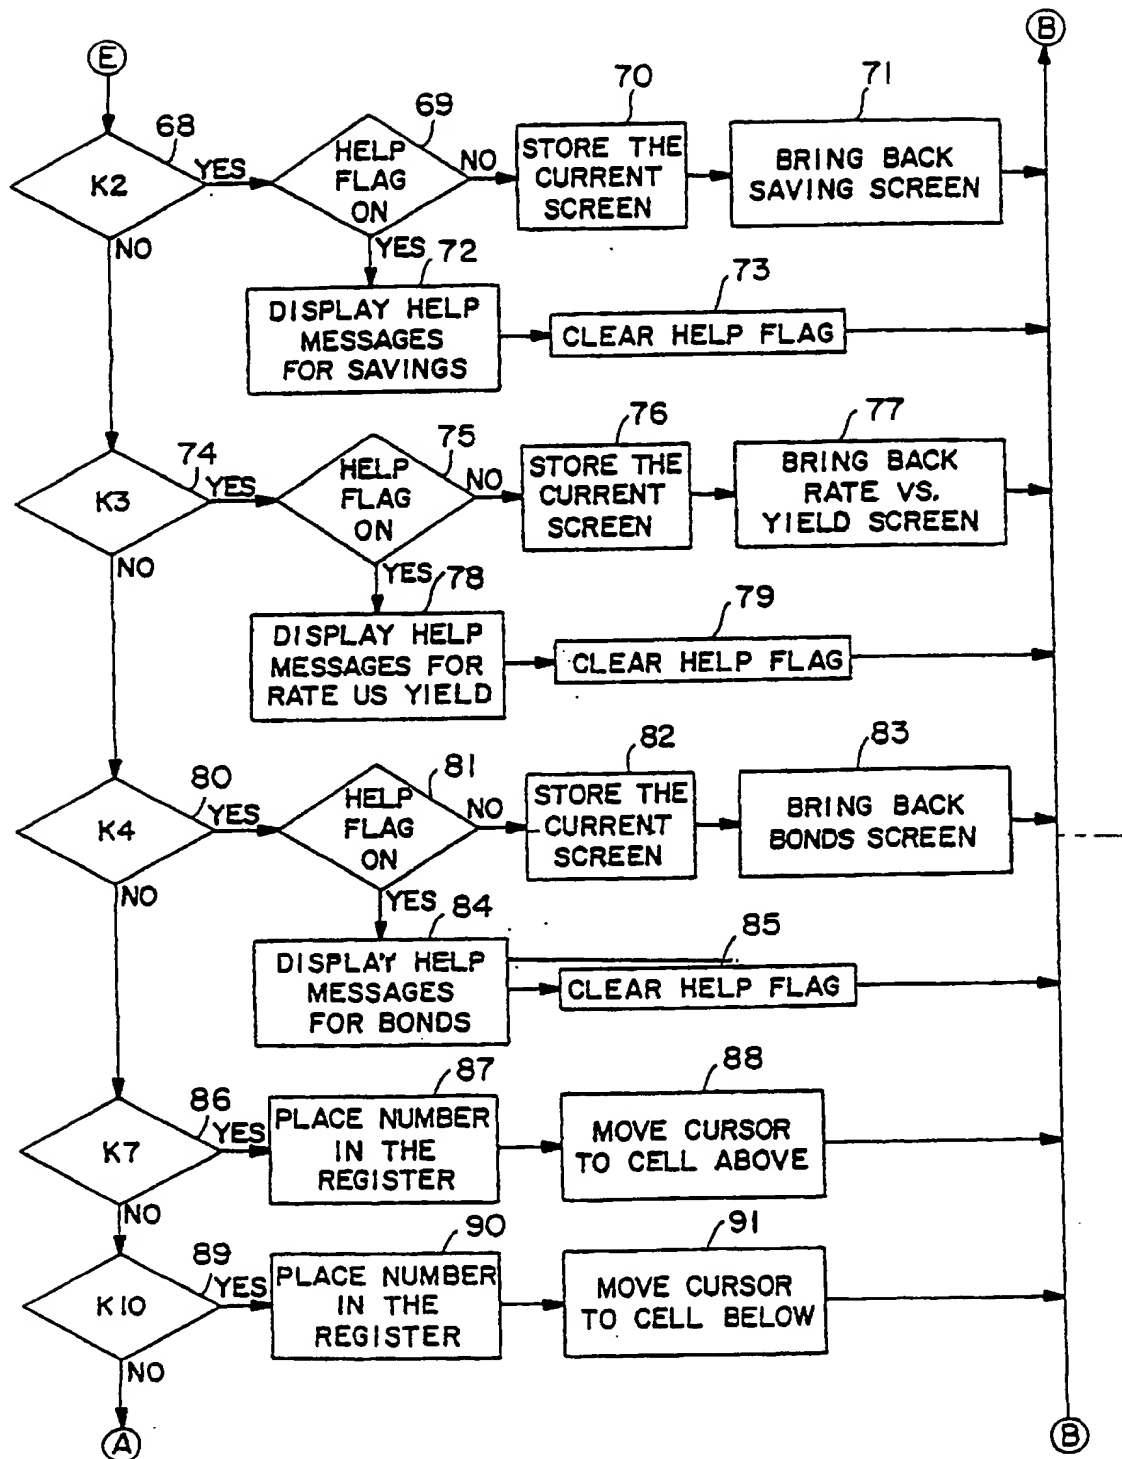 E
B
68
K2
YES
NO
69
HELP
FLAG
ON
NO
YES
70
STORE THE
CURRENT
SCREEN
71
BRING BACK
SAVING SCREEN
72
DISPLAY HELP
MESSAGES
FOR SAVINGS
73
CLEAR HELP FLAG
74
K3
YES
NO
75
HELP
FLAG
ON
NO
YES
76
STORE THE
CURRENT
SCREEN
77
BRING BACK
RATE VS.
YIELD SCREEN
78
DISPLAY HELP
MESSAGES FOR
RATE US YIELD
79
CLEAR HELP FLAG
80
K4
YES
NO
81
HELP
FLAG
ON
NO
YES
82
STORE THE
CURRENT
SCREEN
83
BRING BACK
BONDS SCREEN
84
DISPLAY HELP
MESSAGES
FOR BONDS
85
CLEAR HELP FLAG
86
K7
YES
NO
87
PLACE NUMBER
IN THE
REGISTER
88
MOVE CURSOR
TO CELL ABOVE
89
K10
YES
NO
90
PLACE NUMBER
IN THE
REGISTER
91
MOVE CURSOR
TO CELL BELOW
A
B